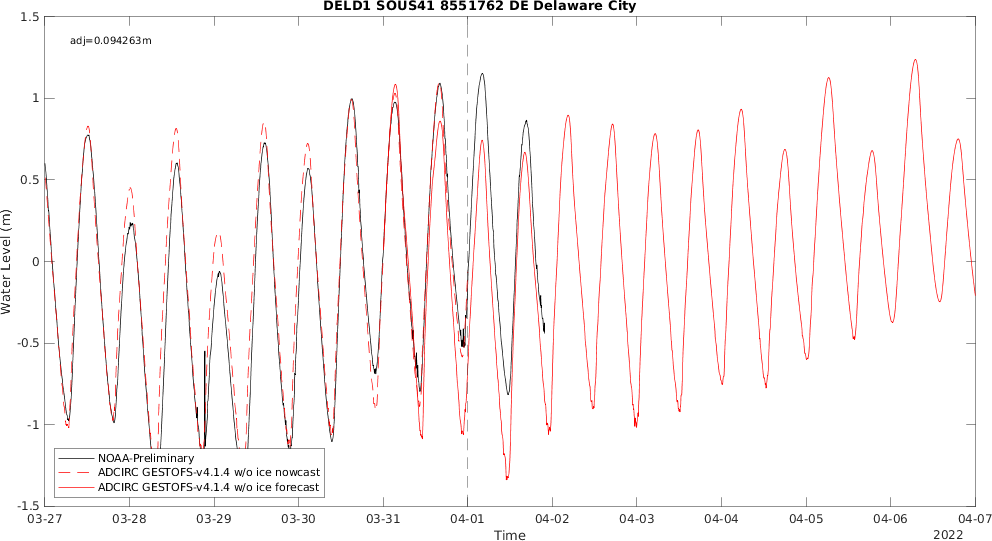 DELD1 SOUS41 8551762 DE Delaware City
adj=0.094263m
1.5
1
0.5
0
-0.5
-1
-1.5
Water Level (m)
NOAA-Preliminary
ADCIRC GESTOFS-v4.1.4 w/o ice nowcast
ADCIRC GESTOFS-v4.1.4 w/o ice forecast
03-27 03-28 03-29 03-30 03-31 04-01 04-02 04-03 04-04 04-05 04-06 04-07
Time
2022